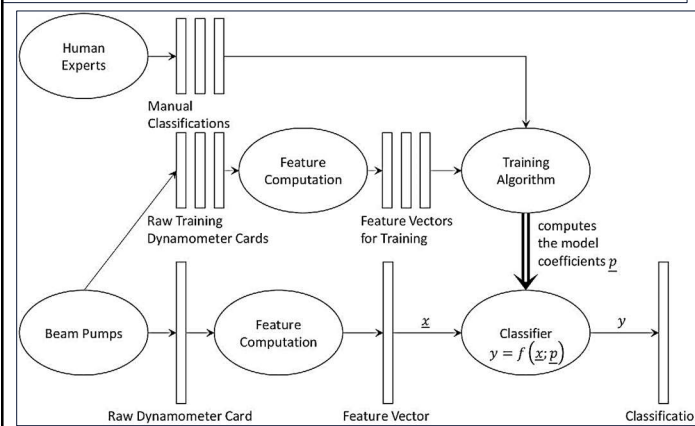 Human
Experts
Manual
Classifications
Feature
Computation
Training
Algorithm
Raw Training
Dynamometer Cards
Feature Vectors
for Training
computes
the model
coefficients p
Beam Pumps
Feature
Computation
x
Classifier
y = f(x;p)
y
Raw Dynamometer Card
Feature Vector
Classificatio